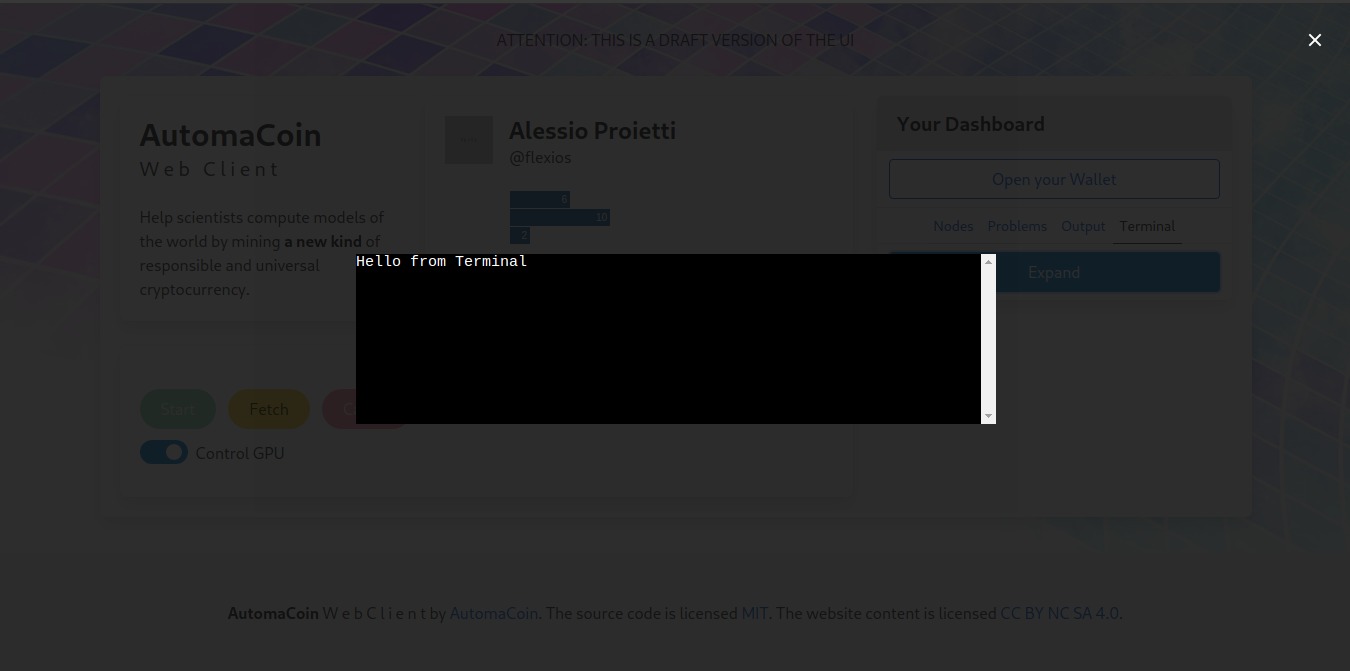 ATTENTION: THIS IS A DRAFT VERSION OF THE UI
AutomaCoin
Web Client
Help scientists compute models of
the world by mining a new kind of
responsible and universal
cryptocurrency.
Alessio Proietti
@flexios
6
10
2
Your Dashboard
Open your Wallet
Nodes Problems Output Terminal
Expand
Hello from Terminal
Start Fetch
Control GPU
AutomaCoin W e b C l i e n t by AutomaCoin. The source code is licensed MIT. The website content is licensed CC BY NC SA 4.0.